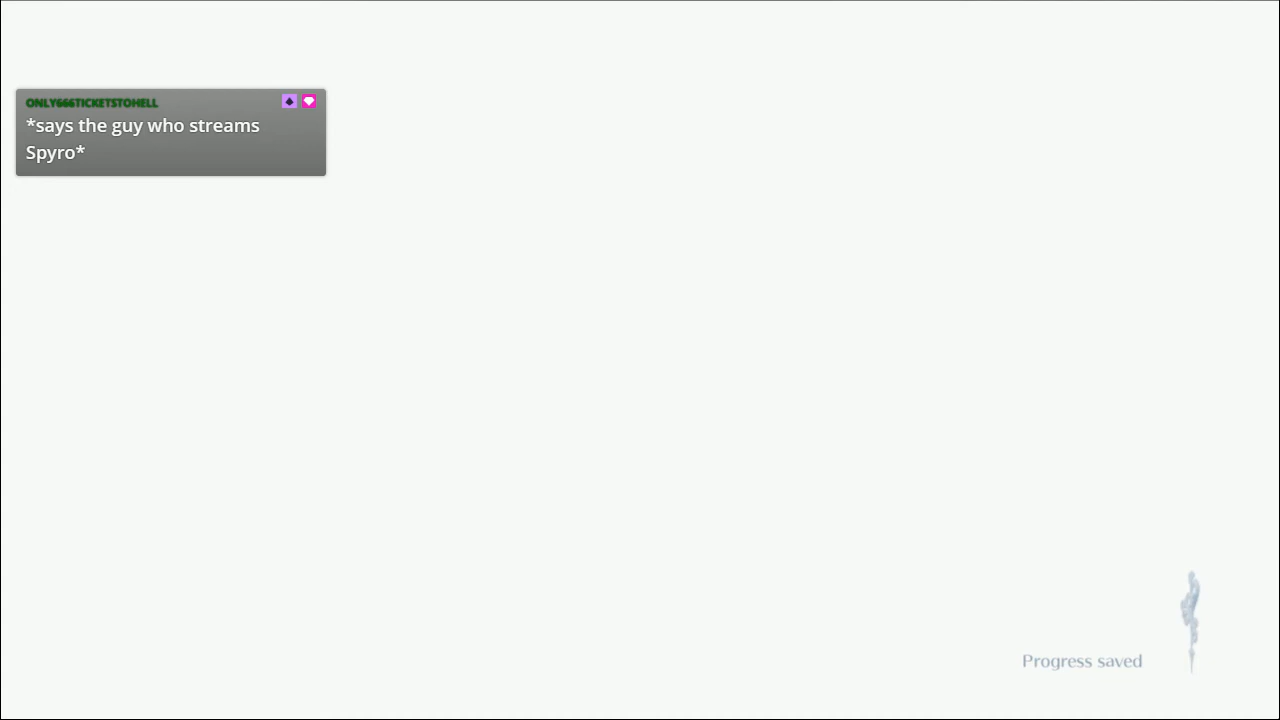 ONLY666TICKETSTOHELL
*says the guy who streams
Spyro*
Progress saved